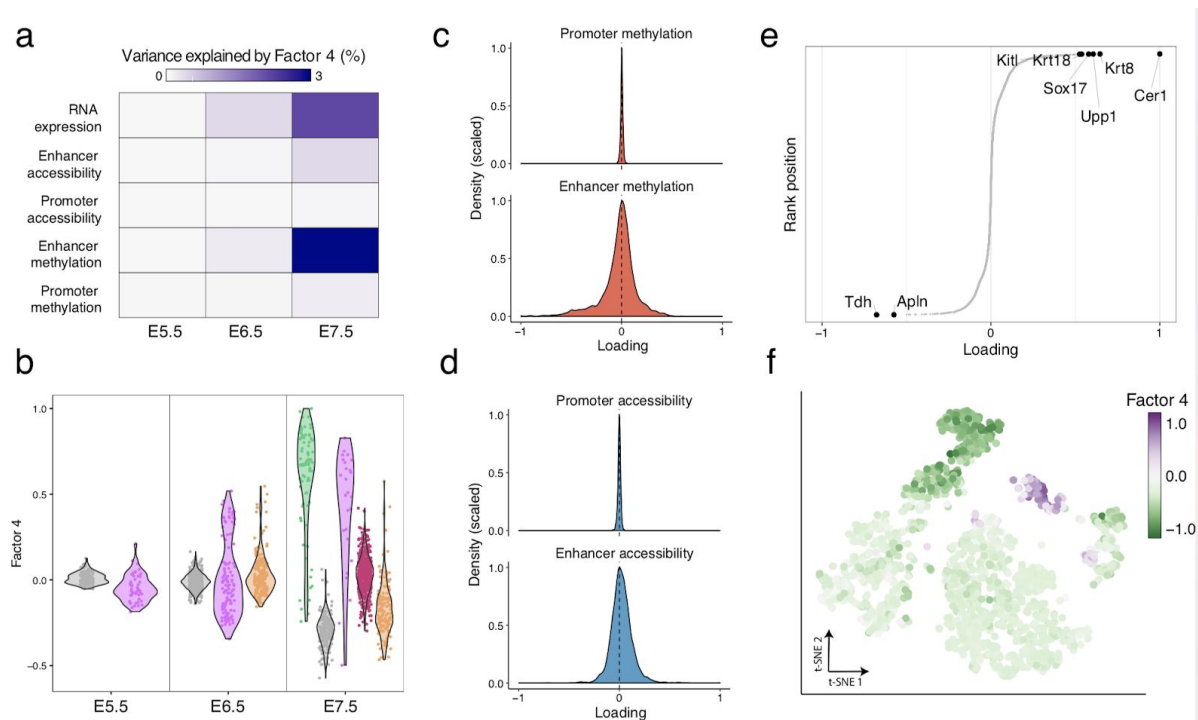 a
Variance explained by Factor 4 (%)
0 3
RNA
expression
Enhancer
accessibility
Promoter
accessibility
Enhancer
methylation
Promoter
methylation
E5.5 E6.5 E7.5
b
Factor 4
1.0
0.5
0.0
−0.5
E5.5 E6.5 E7.5
c
Density (scaled)
Promoter methylation
1.0
0.5
0.0
Enhancer methylation
1.0
0.5
0.0
−1 0 1
Loading
d
Density (scaled)
Promoter accessibility
1.0
0.5
0.0
Enhancer accessibility
1.0
0.5
0.0
−1 0 1
Loading
e
Rank position
Kitl Krt18 Krt8
Sox17 Cer1
Upp1
Tdh Apln
−1 0 1
Loading
f
Factor 4
1.0
0.0
−0.0
−1.0
t-SNE 2
t-SNE 1